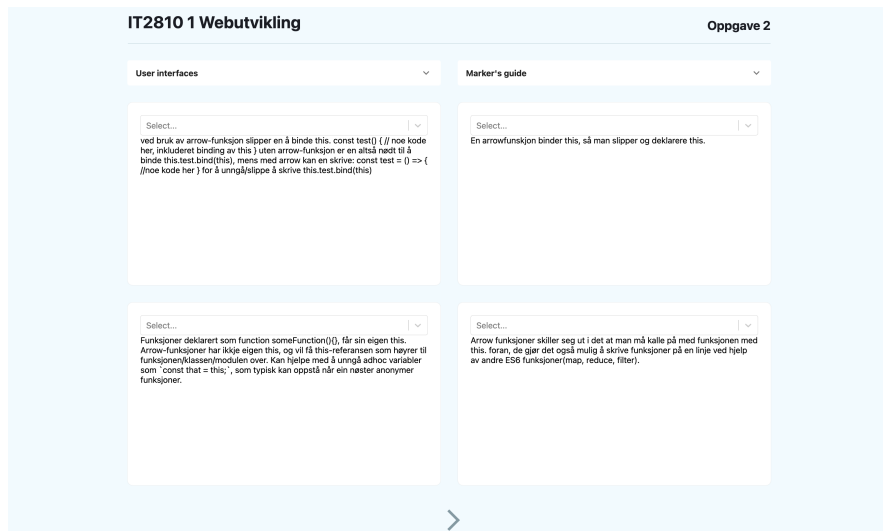 IT2810 1 Webutvikling
Oppgave 2
User interfaces
Marker's guide
Select...
ved bruk av arrow-funksjon slipper en å binde this. const test() { // noe kode
her, inkluderet binding av this } uten arrow-funksjon er en altså nødt til å
binde this.test.bind(this), mens med arrow kan en skrive: const test = () => {
//noe kode her } for å unngå/slippe å skrive this.test.bind(this)
Select...
En arrowfunskjon binder this, så man slipper og deklarere this.
Select...
Funksjoner deklarert som function someFunction(){}, får sin eigen this.
Arrow-funksjoner har ikkje eigen this, og vil få this-referansen som høyrer til
funksjonen/klassen/modulen over. Kan hjelpe med å unngå adhoc variabler
som `const that = this;`, som typisk kan oppstå når ein nøster anonymer
funksjoner.
Select...
Arrow funksjoner skiller seg ut i det at man må kalle på med funksjonen med
this. foran, de gjør det også mulig å skrive funksjoner på en linje ved hjelp
av andre ES6 funksjoner(map, reduce, filter).